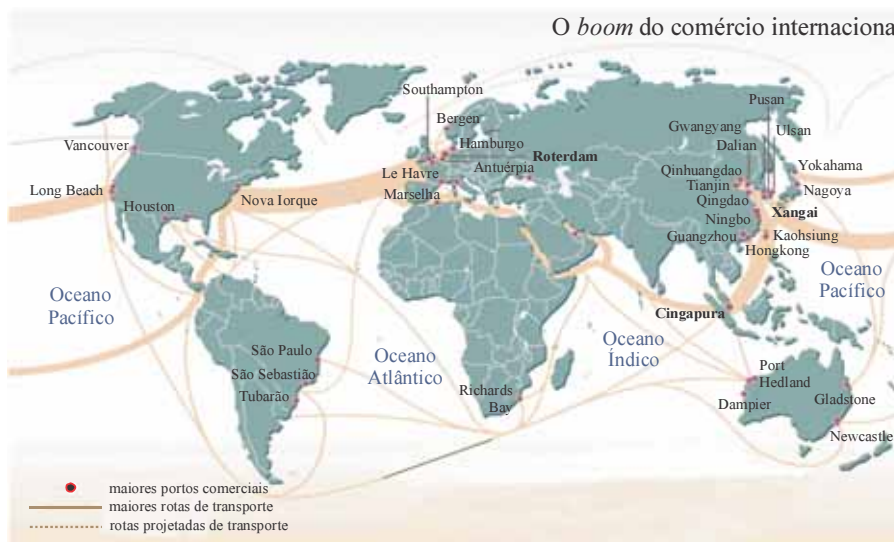 O boom do comércio internaciona
Southampton
Bergen
Hamburgo
Roterdam
Antuérpia
Le Havre
Marselha
Vancouver
Long Beach
Houston
Nova Iorque
Pusan
Gwangyang
Ulsan
Dalian
Qinhuangdao
Yokahama
Tianjin
Nagoya
Qingdao
Xangai
Ningbo
Guangzhou
Kaohsiung
Hongkong
Oceano
Pacífico
Oceano
Pacífico
Cingapura
São Paulo
São Sebastião
Tubarão
Oceano
Atlântico
Oceano
Índico
Richards
Bay
Port
Hedland
Dampier
Gladstone
Newcastle
maiores portos comerciais
maiores rotas de transporte
rotas projetadas de transporte